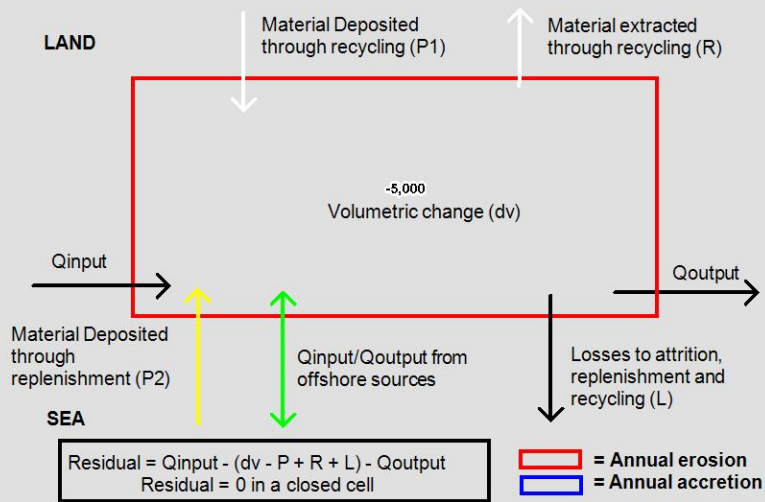 LAND
Material Deposited
through recycling (P1)
Material extracted
through recycling (R)
-5,000
Volumetric change (dv)
Qinput
Qoutput
Material Deposited
through
replenishment (P2)
Qinput/Qoutput from
offshore sources
Losses to attrition,
replenishment and
recycling (L)
SEA
Residual = Qinput - (dv - P + R + L) - Qoutput
Residual = 0 in a closed cell
= Annual erosion
= Annual accretion